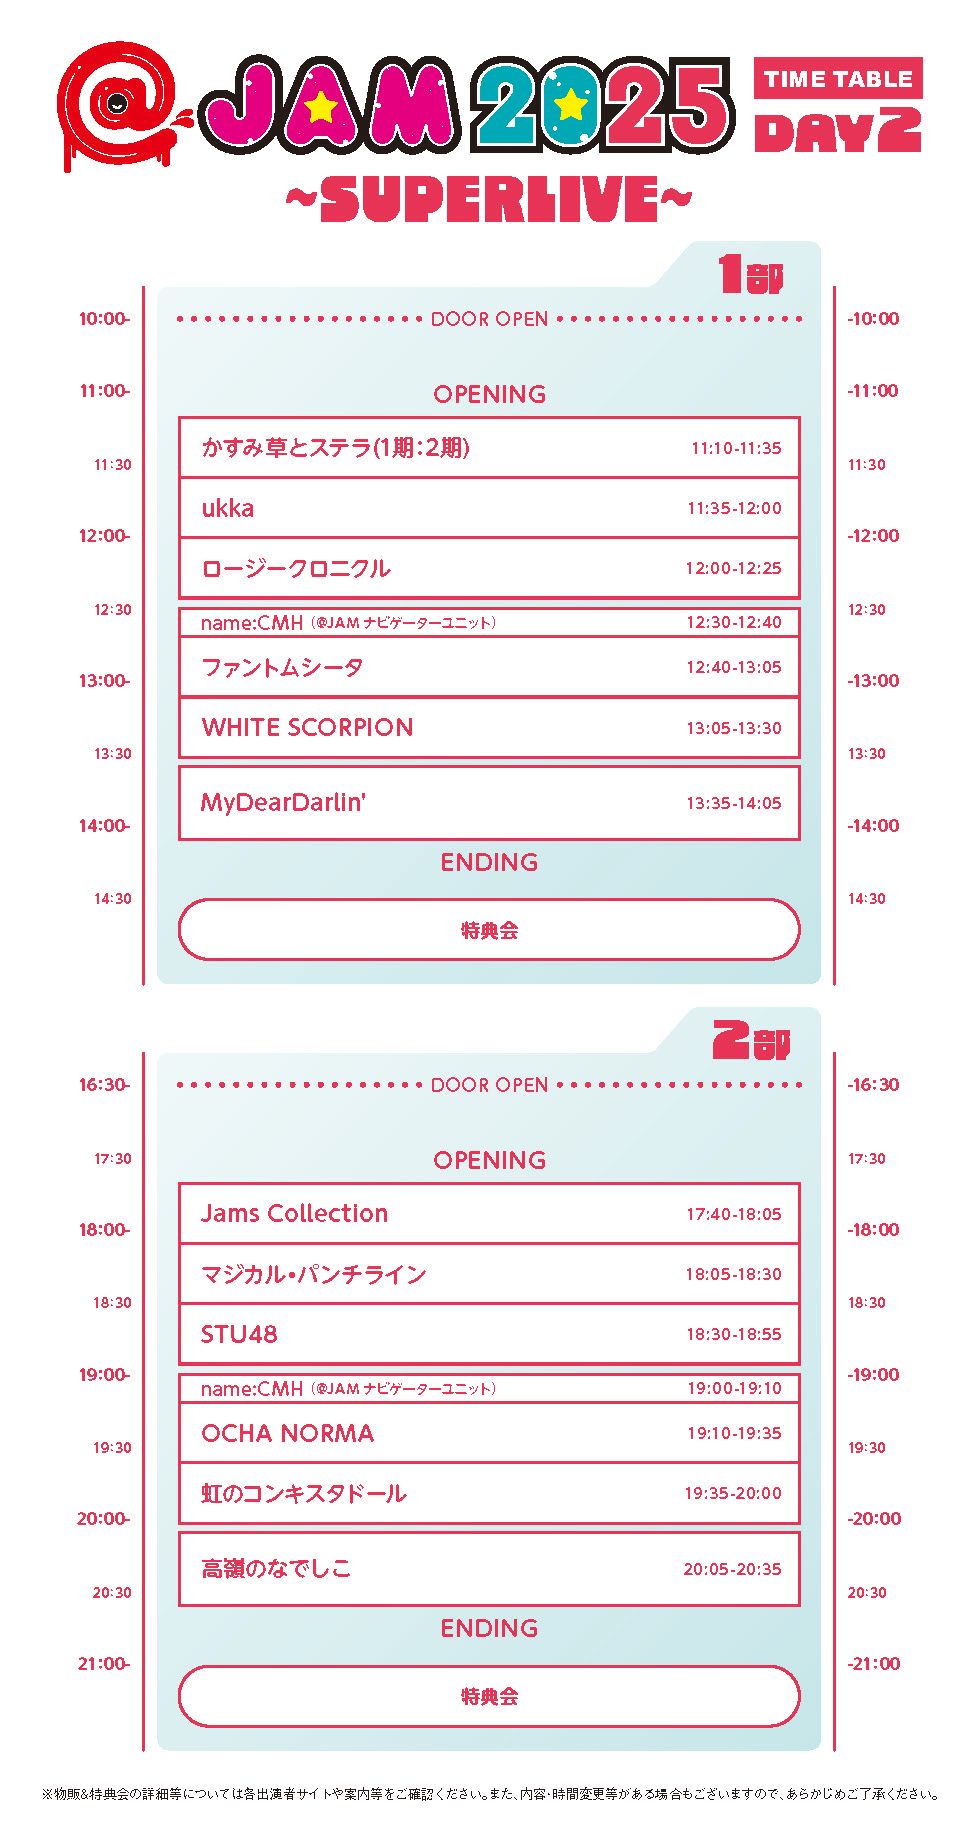 @JAM 2025
TIME TABLE
DAY2
~SUPERLIVE~
1部
10:00- DOOR OPEN -10:00
OPENING
11:00- -11:00
かすみ草とステラ(1期:2期) 11:10-11:35
11:30 11:30
ukka 11:35-12:00
12:00- -12:00
ロージークロニクル 12:00-12:25
12:30 12:30
name:CMH (@JAMナビゲーターユニット) 12:30-12:40
ファントムシータ 12:40-13:05
13:00- -13:00
WHITE SCORPION 13:05-13:30
13:30 13:30
MyDearDarlin' 13:35-14:05
14:00- -14:00
ENDING
14:30 14:30
特典会
2部
16:30- DOOR OPEN -16:30
17:30 OPENING 17:30
Jams Collection 17:40-18:05
18:00- -18:00
マジカル・パンチライン 18:05-18:30
18:30 18:30
STU48 18:30-18:55
19:00- -19:00
name:CMH (@JAMナビゲーターユニット) 19:00-19:10
OCHA NORMA 19:10-19:35
19:30 19:30
虹のコンキスタドール 19:35-20:00
20:00- -20:00
高嶺のなでしこ 20:05-20:35
20:30 20:30
ENDING
21:00- -21:00
特典会
※物販&特典会の詳細等については各出演者サイトや案内等をご確認ください。また、内容・時間変更等がある場合もございますので、あらかじめご了承ください。